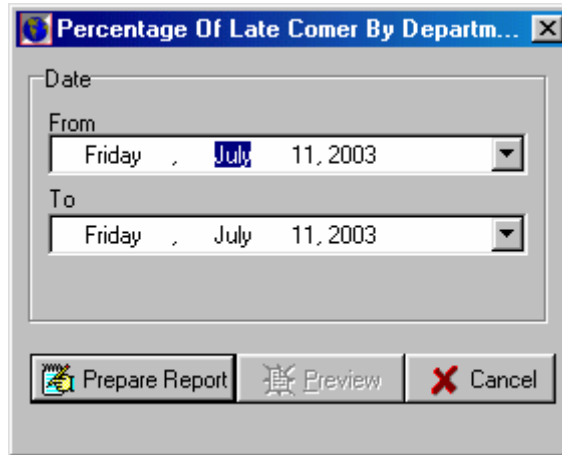 Percentage Of Late Comer By Departm...
Date
From
Friday , July 11, 2003
To
Friday , July 11, 2003
Prepare Report Preview Cancel